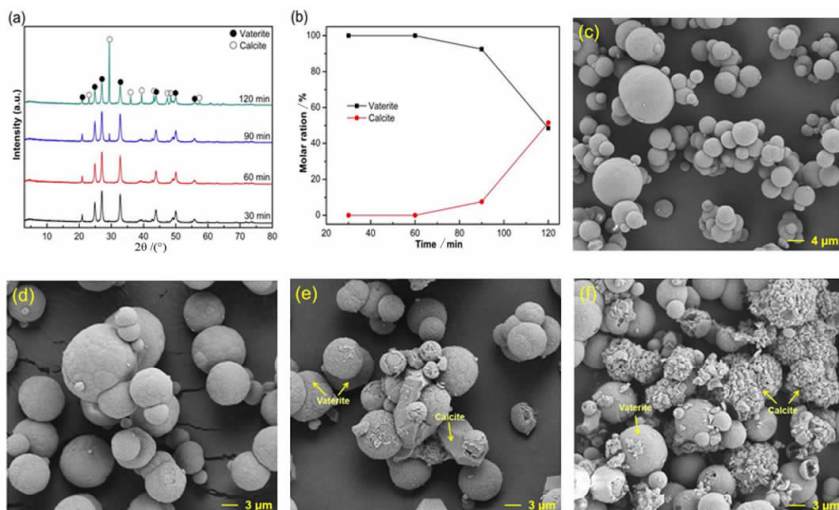 (a)
Vaterite
Calcite
120 min
90 min
60 min
30 min
Intensity (a.u.)
0 10 20 30 40 50 60 70 80
2θ /(°)
(b)
100
80
60
40
20
0
Molar ration / %
Vaterite
Calcite
20 40 60 80 100 120
Time / min
(c)
4 μm
(d)
3 μm
(e)
Vaterite
Calcite
3 μm
(f)
Vaterite
Calcite
3 μm